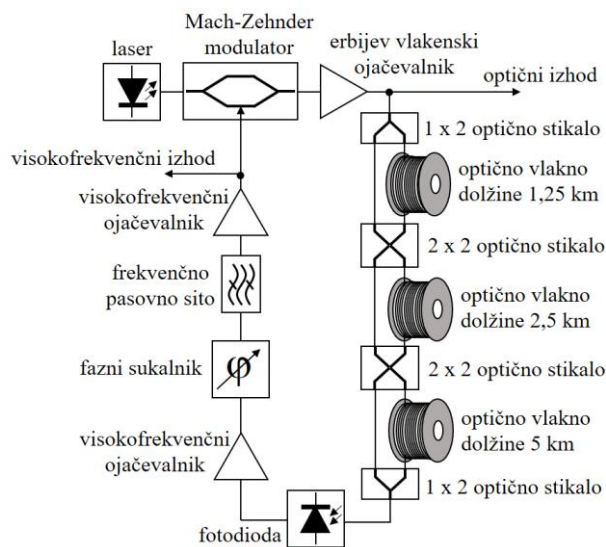 laser
Mach-Zehnder
modulator
erbijev vlakenski
ojačevalnik
optični izhod
1 x 2 optično stikalo
optično vlakno
dolžine 1,25 km
2 x 2 optično stikalo
optično vlakno
dolžine 2,5 km
2 x 2 optično stikalo
optično vlakno
dolžine 5 km
1 x 2 optično stikalo
visokofrekvenčni izhod
visokofrekvenčni
ojačevalnik
frekvenčno
pasovno sito
fazni sukalnik
φ
visokofrekvenčni
ojačevalnik
fotodioda